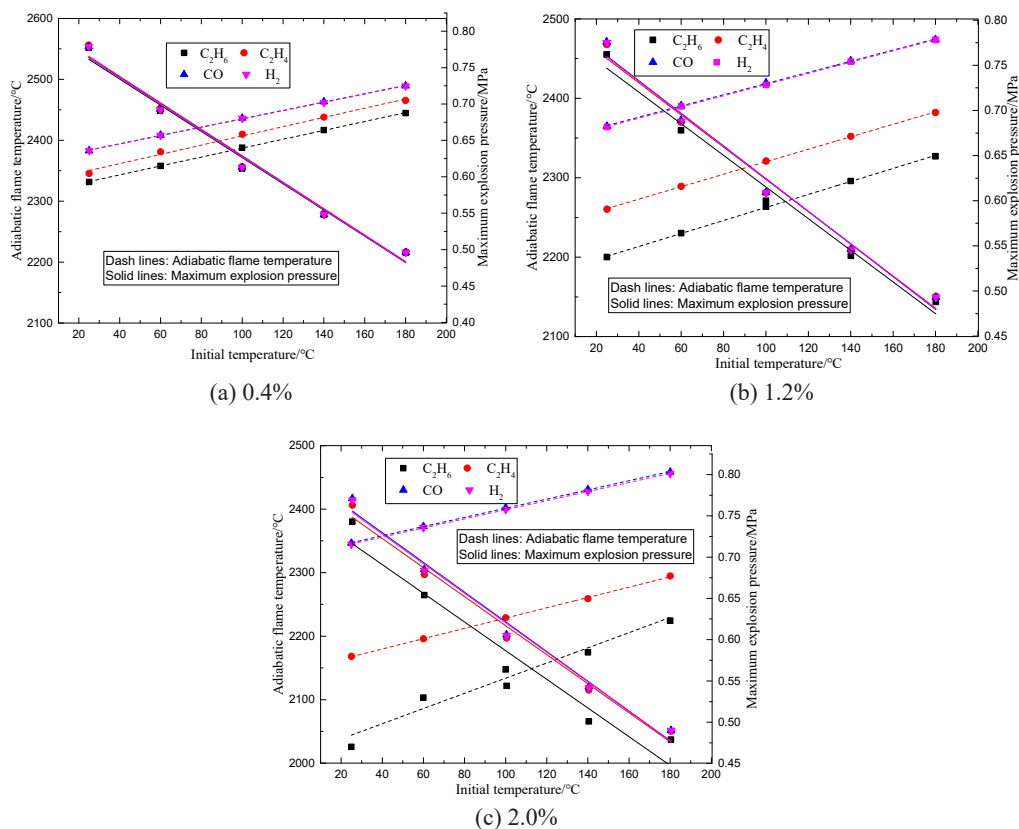 2600
2500
2400
2300
2200
2100
Adiabatic flame temperature/°C
C2H6 C2H4
CO H2
Dash lines: Adiabatic flame temperature
Solid lines: Maximum explosion pressure
0.80
0.75
0.70
0.65
0.60
0.55
0.50
0.45
0.40
Maximum explosion pressure/MPa
20 40 60 80 100 120 140 160 180 200
Initial temperature/°C
(a) 0.4%
2500
2400
2300
2200
2100
Adiabatic flame temperature/°C
C2H6 C2H4
CO H2
Dash lines: Adiabatic flame temperature
Solid lines: Maximum explosion pressure
0.80
0.75
0.70
0.65
0.60
0.55
0.50
0.45
Maximum explosion pressure/MPa
20 40 60 80 100 120 140 160 180 200
Initial temperature/°C
(b) 1.2%
2500
2400
2300
2200
2100
2000
Adiabatic flame temperature/°C
C2H6 C2H4
CO H2
Dash lines: Adiabatic flame temperature
Solid lines: Maximum explosion pressure
0.80
0.75
0.70
0.65
0.60
0.55
0.50
0.45
Maximum explosion pressure/MPa
20 40 60 80 100 120 140 160 180 200
Initial temperature/°C
(c) 2.0%